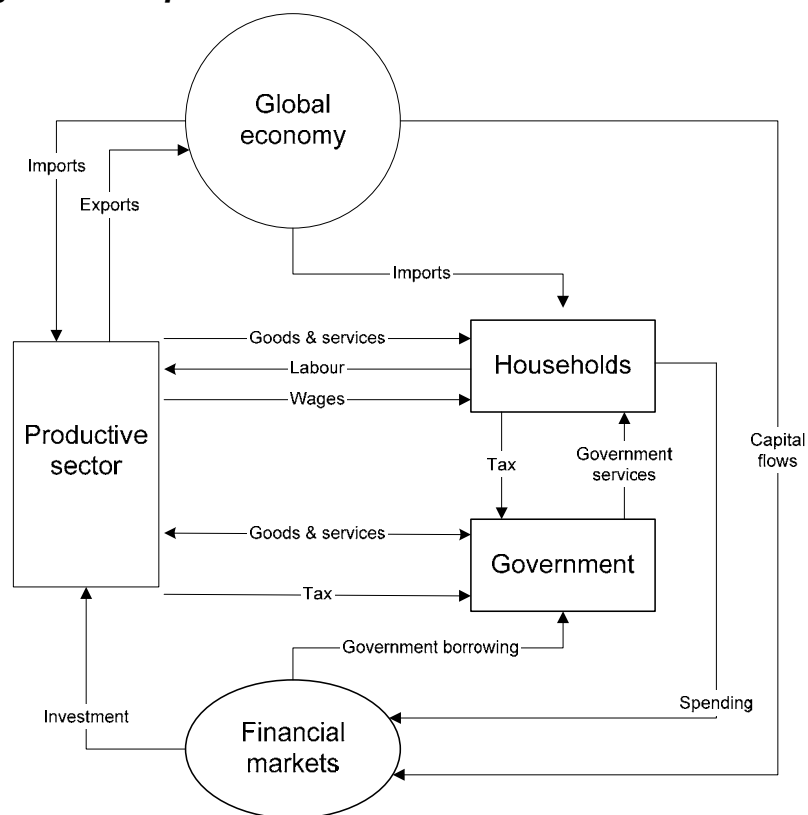 Global
economy
Imports
Exports
Imports
Goods & services
Households
Labour
Wages
Productive
sector
Capital
flows
Tax
Government
services
Goods & services
Government
Tax
Government borrowing
Spending
Investment
Financial
markets